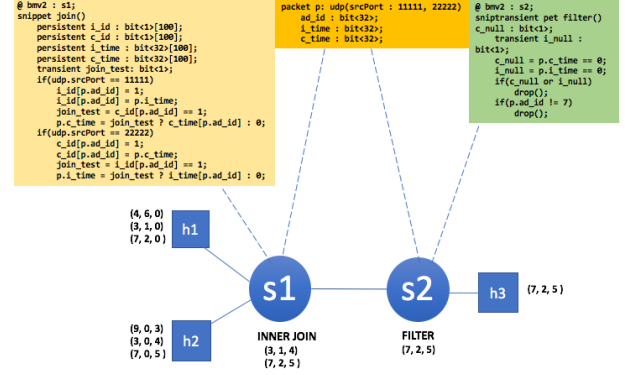 @ bmv2 : s1;
snippet join()
persistent i_id : bit<1>[100];
persistent c_id : bit<1>[100];
persistent i_time : bit<32>[100];
persistent c_time : bit<32>[100];
transient join_test: bit<1>;
if(udp.srcPort == 11111)
i_id[p.ad_id] = 1;
i_id[p.ad_id] = p.i_time;
join_test = c_id[p.ad_id] == 1;
p.c_time = join_test ? c_time[p.ad_id] : 0;
if(udp.srcPort == 22222)
c_id[p.ad_id] = 1;
c_id[p.ad_id] = p.c_time;
join_test = i_id[p.ad_id] == 1;
p.i_time = join_test ? i_time[p.ad_id] : 0;
packet p: udp(srcPort : 11111, 22222)
ad_id : bit<32>;
i_time : bit<32>;
c_time : bit<32>;
@ bmv2 : s2;
sniptransient pet filter()
c_null : bit<1>;
transient i_null :
bit<1>;
c_null = p.c_time == 0;
i_null = p.i_time == 0;
if(c_null or i_null)
drop();
if(p.ad_id != 7)
drop();
(4, 6, 0)
(3, 1, 0)
(7, 2, 0 )
h1
(9, 0, 3)
(3, 0, 4)
(7, 0, 5 )
h2
s1
INNER JOIN
(3, 1, 4)
(7, 2, 5 )
s2
FILTER
(7, 2, 5)
h3
(7, 2, 5 )